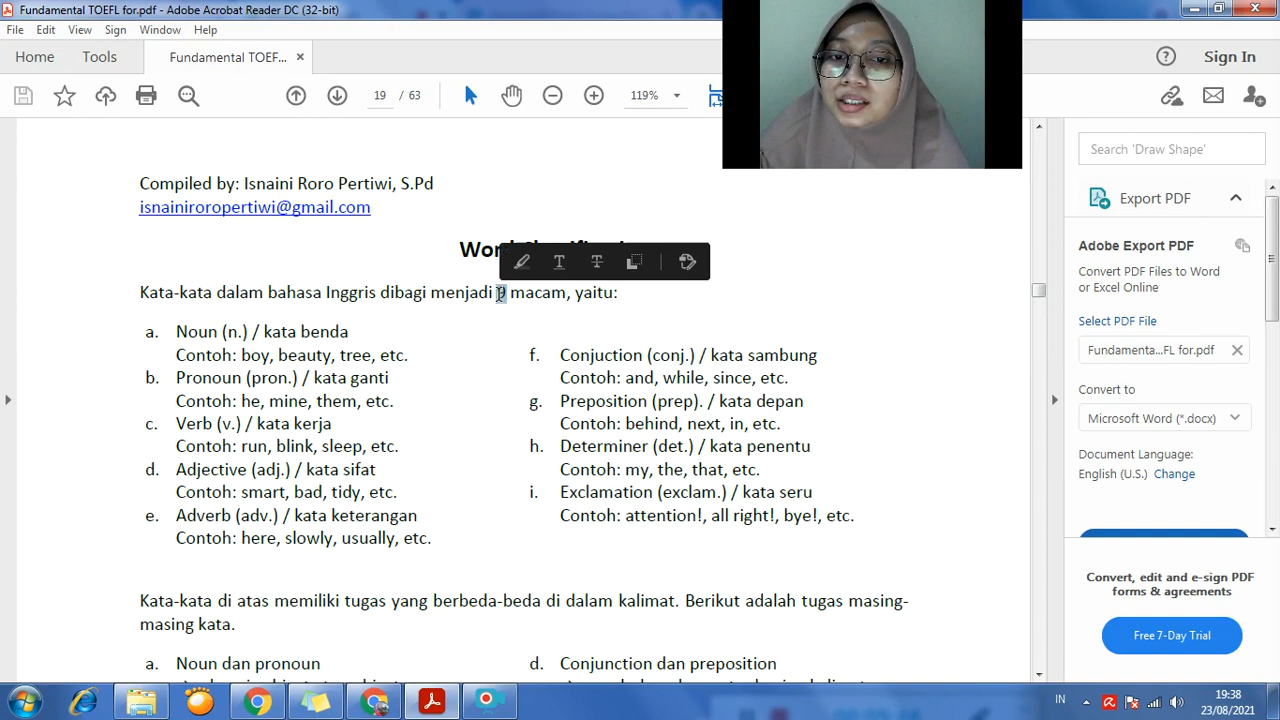 Fundamental TOEFL for.pdf - Adobe Acrobat Reader DC (32-bit)
File Edit View Sign Window Help
Home Tools Fundamental TOEF... × Sign In
19 / 63 119%
Compiled by: Isnaini Roro Pertiwi, S.Pd
isnainiroropertiwi@gmail.com
Kata-kata dalam bahasa Inggris dibagi menjadi 9 macam, yaitu:
a. Noun (n.) / kata benda
Contoh: boy, beauty, tree, etc.
b. Pronoun (pron.) / kata ganti
Contoh: he, mine, them, etc.
c. Verb (v.) / kata kerja
Contoh: run, blink, sleep, etc.
d. Adjective (adj.) / kata sifat
Contoh: smart, bad, tidy, etc.
e. Adverb (adv.) / kata keterangan
Contoh: here, slowly, usually, etc.
f. Conjuction (conj.) / kata sambung
Contoh: and, while, since, etc.
g. Preposition (prep). / kata depan
Contoh: behind, next, in, etc.
h. Determiner (det.) / kata penentu
Contoh: my, the, that, etc.
i. Exclamation (exclam.) / kata seru
Contoh: attention!, all right!, bye!, etc.
Kata-kata di atas memiliki tugas yang berbeda-beda di dalam kalimat. Berikut adalah tugas masing-
masing kata.
a. Noun dan pronoun
d. Conjunction dan preposition
Search 'Draw Shape'
Export PDF
Adobe Export PDF
Convert PDF Files to Word
or Excel Online
Select PDF File
Fundamenta...FL for.pdf
Convert to
Microsoft Word (*.docx)
Document Language:
English (U.S.) Change
Convert, edit and e-sign PDF
forms & agreements
Free 7-Day Trial
IN 19:38
23/08/2021